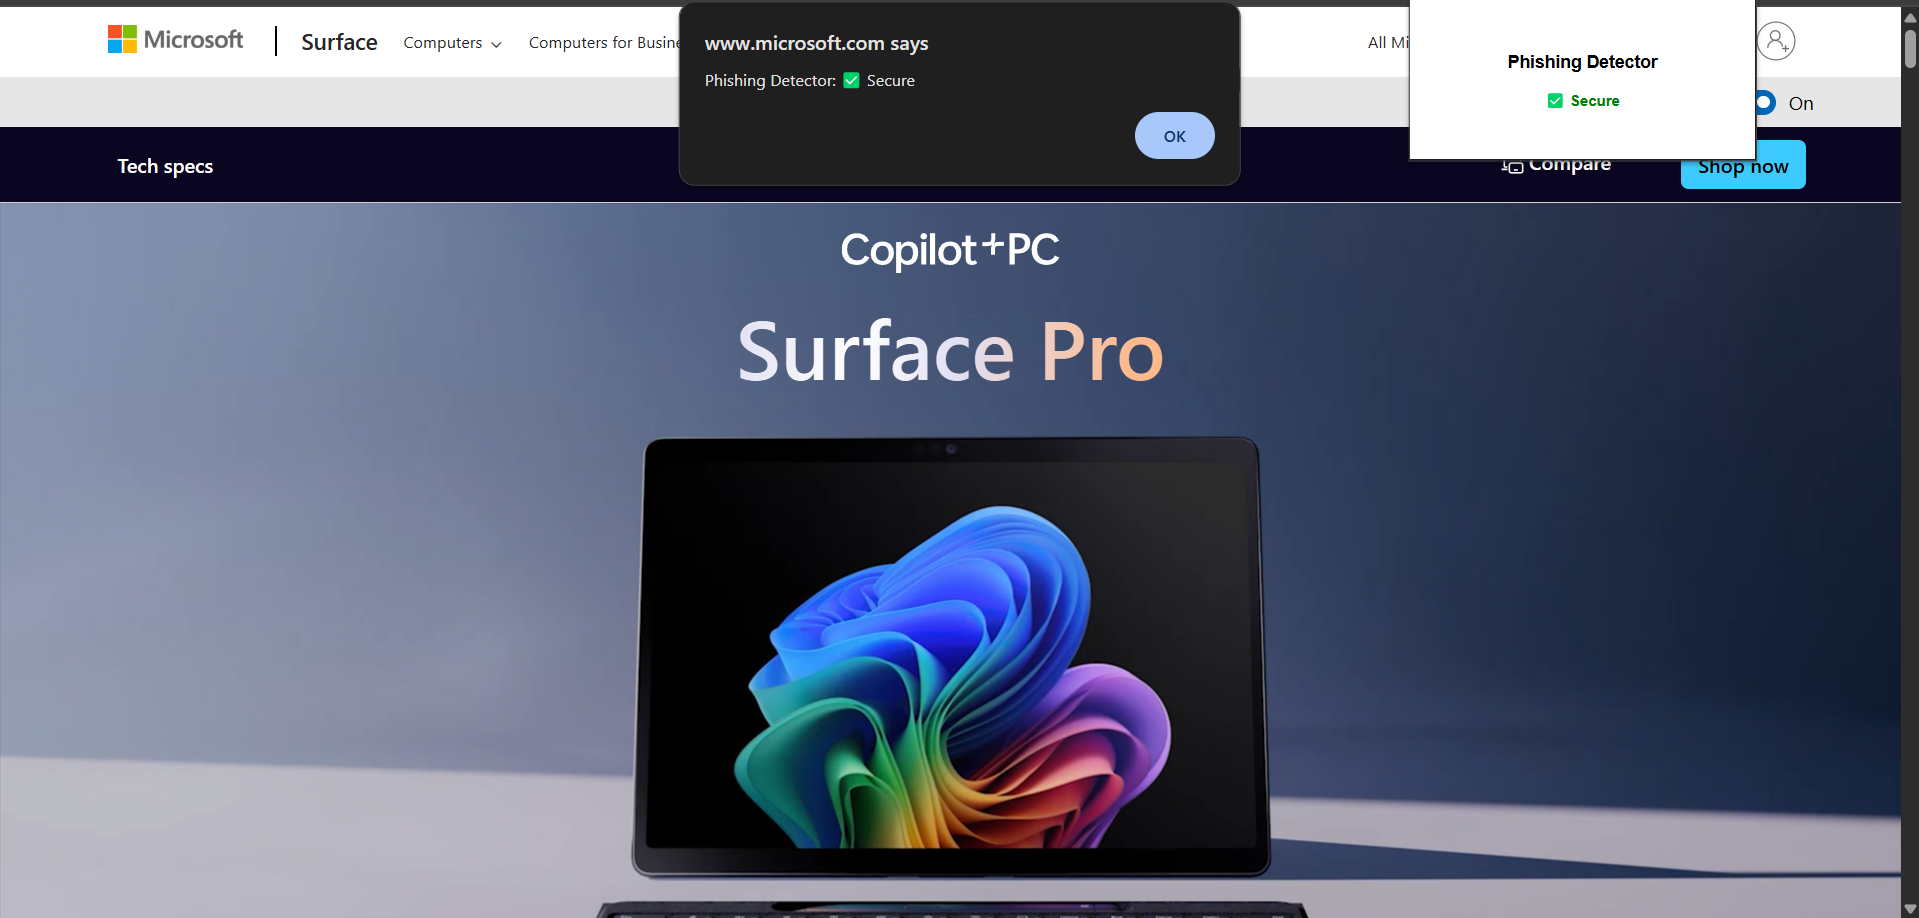 Microsoft
Surface
Computers
Computers for Busine
www.microsoft.com says
Phishing Detector: ✅ Secure
OK
All Mi
Phishing Detector
✅ Secure
On
Tech specs
Compare
Shop now
Copilot+PC
Surface Pro